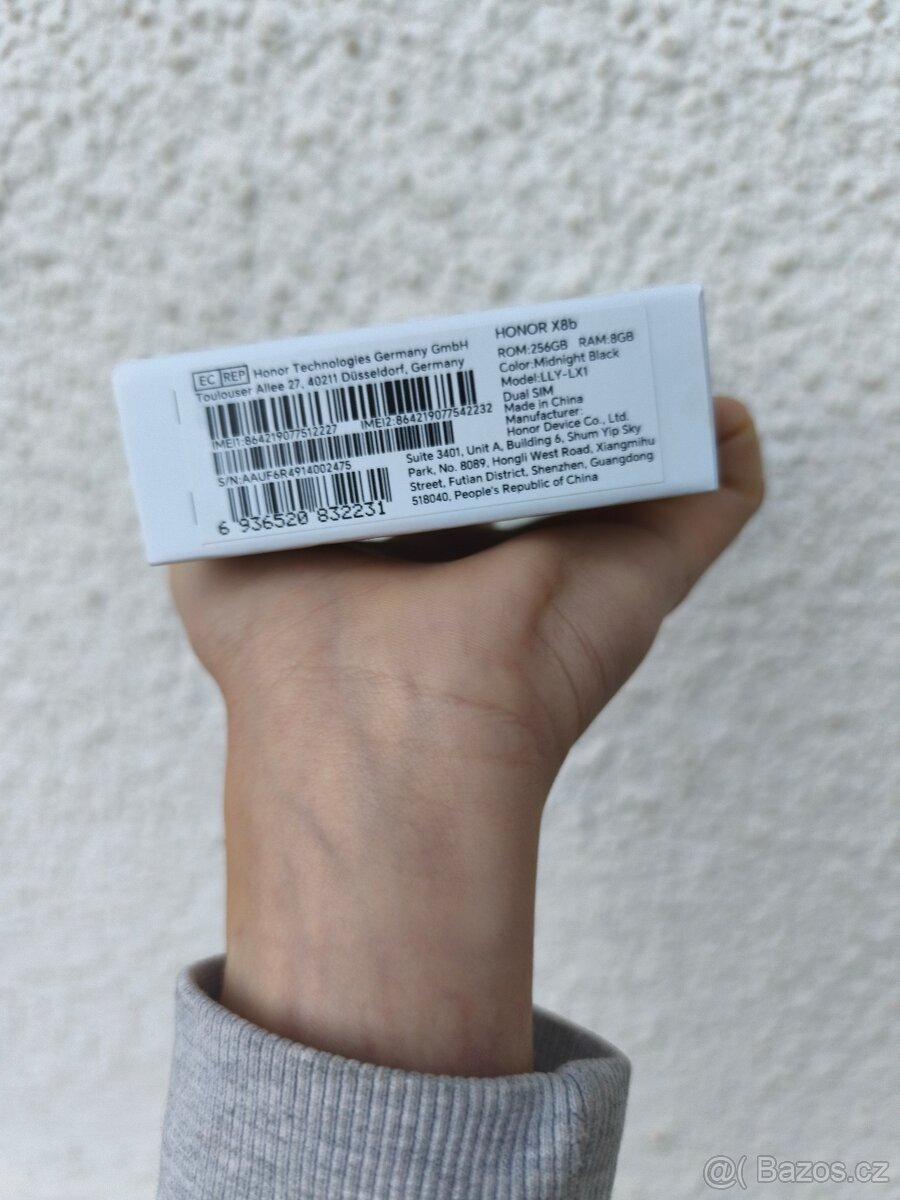 EC REP Honor Technologies Germany GmbH
Toulouser Allee 27, 40211 Düsseldorf, Germany
IMEI1:864219077512227 IMEI2:864219077542232
S/N:AAUF6R4914002475
6 936520 832231
HONOR X8b
ROM:256GB RAM:8GB
Color:Midnight Black
Model:LLY-LX1
Dual SIM
Made in China
Manufacturer:
Honor Device Co., Ltd.
Suite 3401, Unit A, Building 6, Shum Yip Sky
Park, No. 8089, Hongli West Road, Xiangmihu
Street, Futian District, Shenzhen, Guangdong
518040, People's Republic of China
@( Bazos.cz